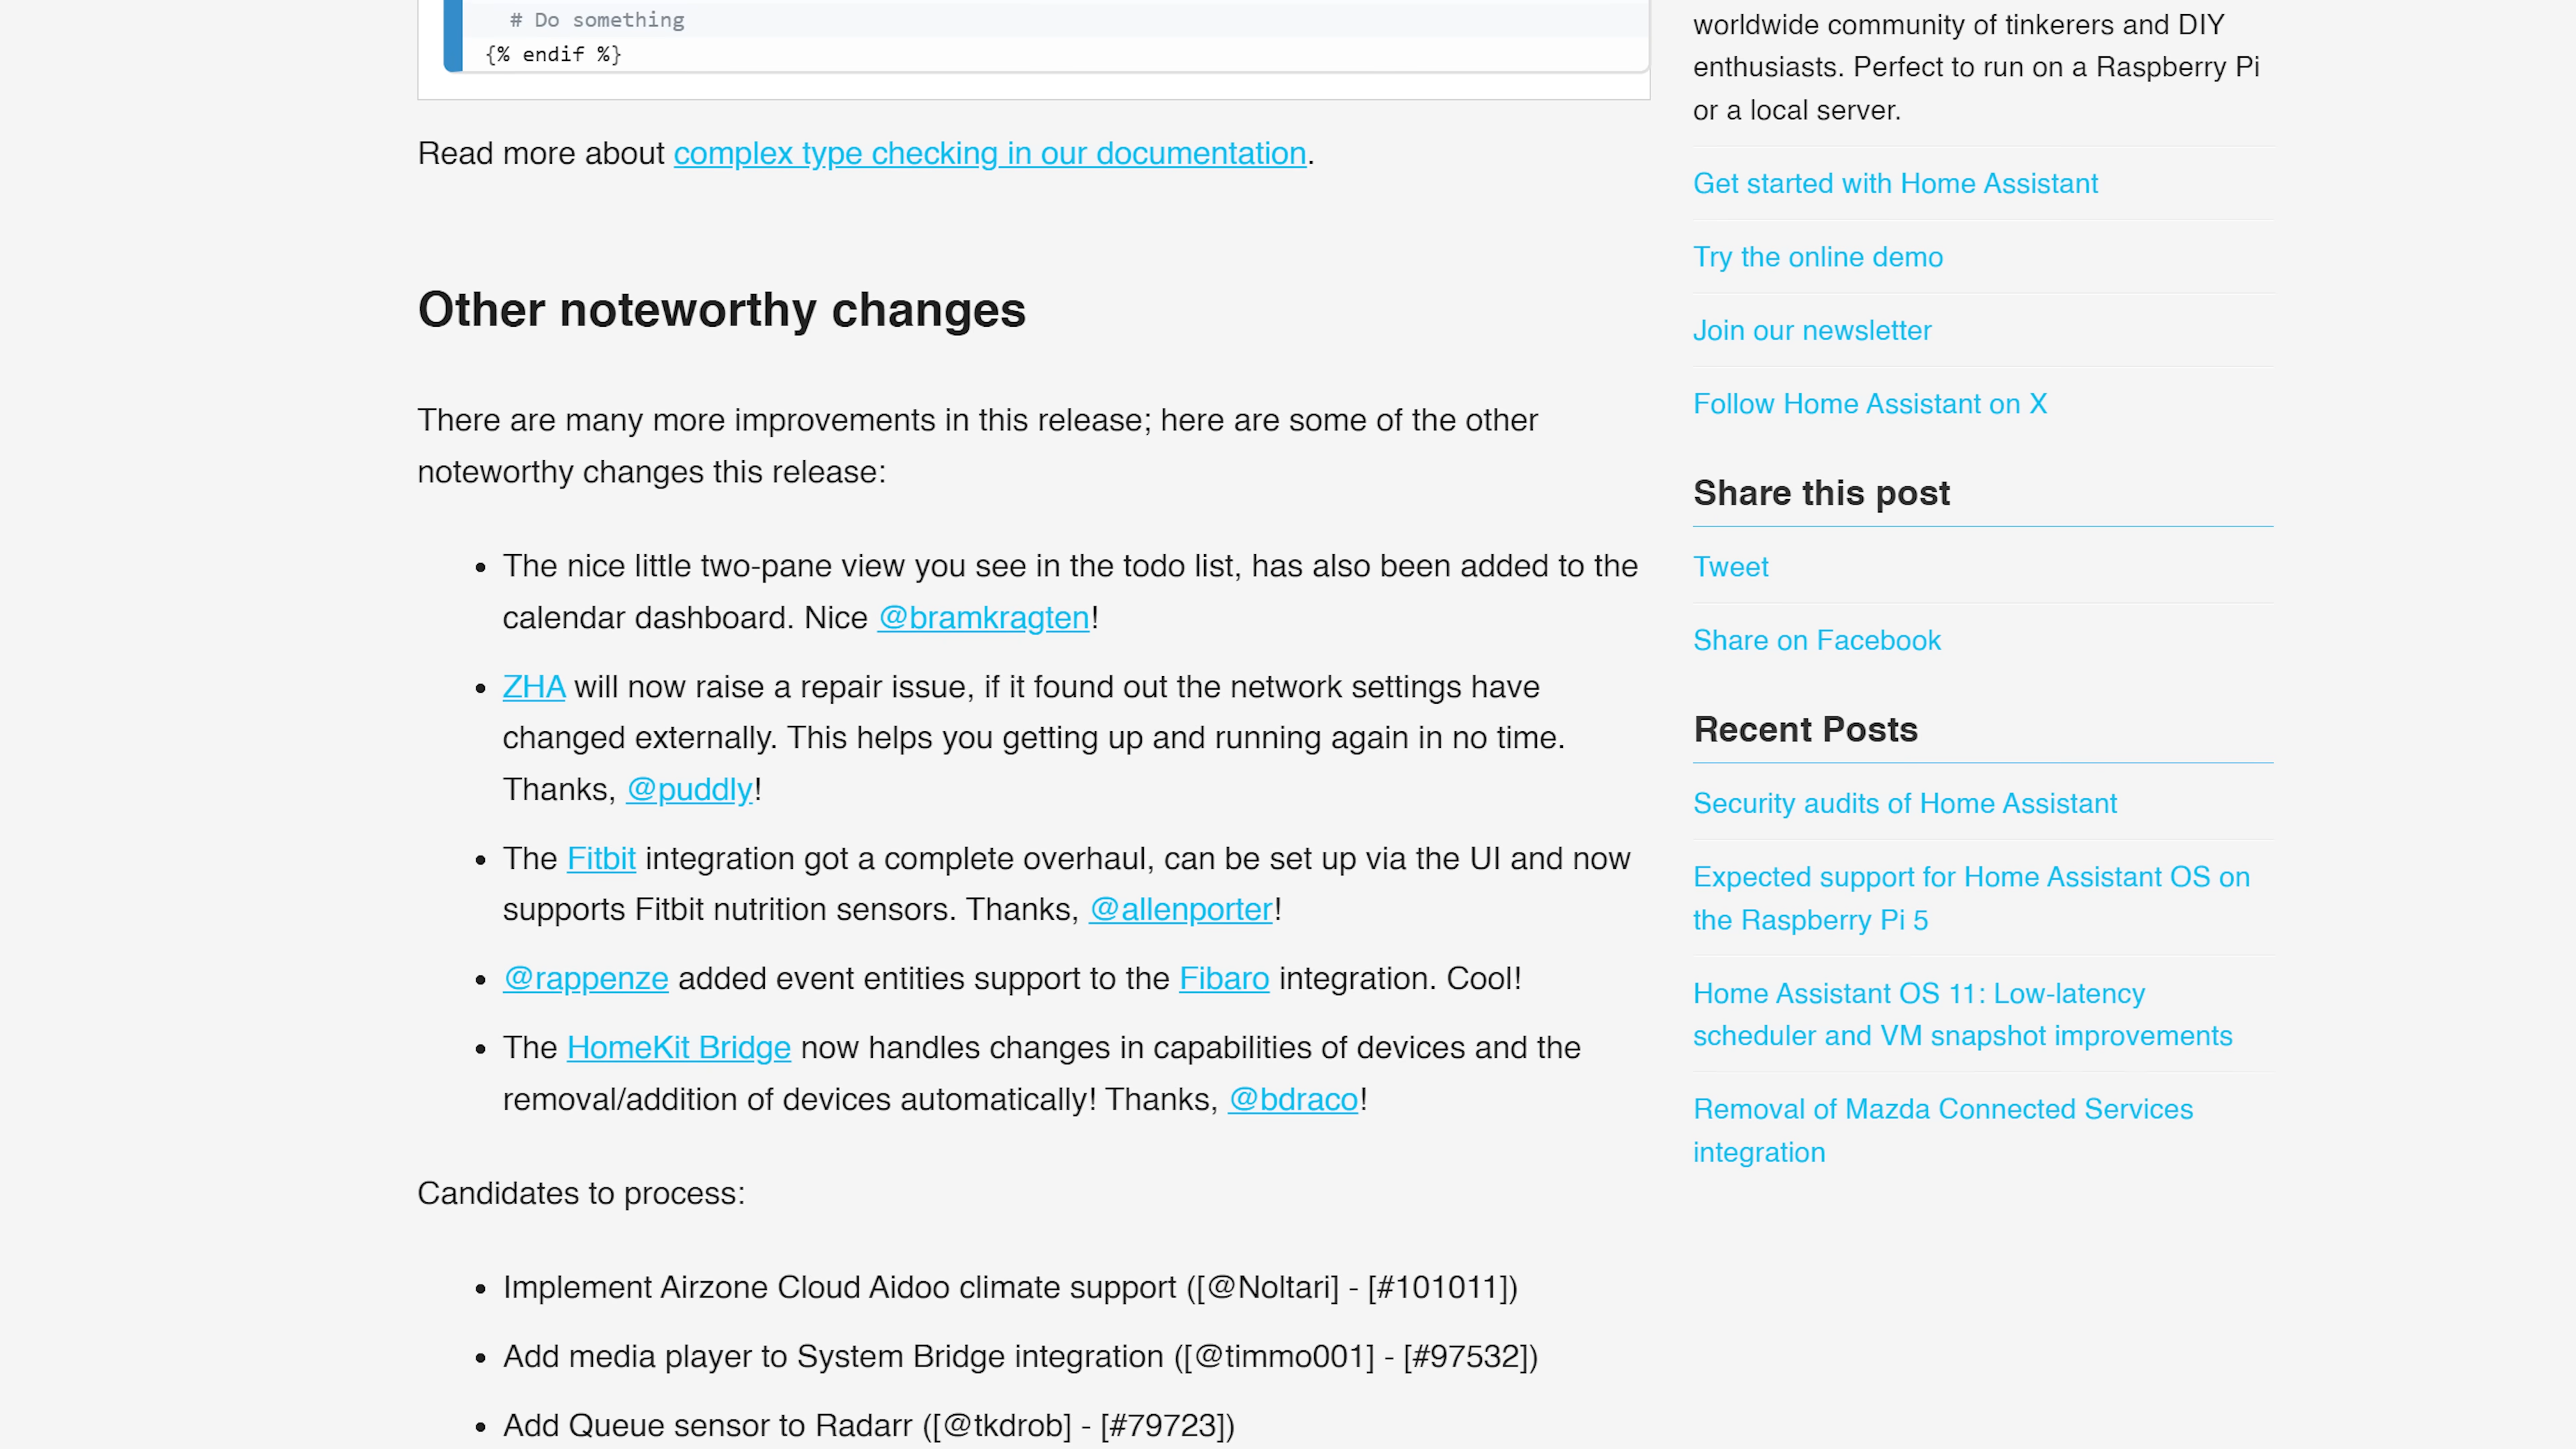 # Do something
{% endif %}
Read more about complex type checking in our documentation.
Other noteworthy changes
There are many more improvements in this release; here are some of the other
noteworthy changes this release:
• The nice little two-pane view you see in the todo list, has also been added to the
calendar dashboard. Nice @bramkragten!
• ZHA will now raise a repair issue, if it found out the network settings have
changed externally. This helps you getting up and running again in no time.
Thanks, @puddly!
• The Fitbit integration got a complete overhaul, can be set up via the UI and now
supports Fitbit nutrition sensors. Thanks, @allenporter!
• @rappenze added event entities support to the Fibaro integration. Cool!
• The HomeKit Bridge now handles changes in capabilities of devices and the
removal/addition of devices automatically! Thanks, @bdraco!
Candidates to process:
• Implement Airzone Cloud Aidoo climate support ([@Noltari] - [#101011])
• Add media player to System Bridge integration ([@timmo001] - [#97532])
• Add Queue sensor to Radarr ([@tkdrob] - [#79723])
worldwide community of tinkerers and DIY
enthusiasts. Perfect to run on a Raspberry Pi
or a local server.
Get started with Home Assistant
Try the online demo
Join our newsletter
Follow Home Assistant on X
Share this post
Tweet
Share on Facebook
Recent Posts
Security audits of Home Assistant
Expected support for Home Assistant OS on
the Raspberry Pi 5
Home Assistant OS 11: Low-latency
scheduler and VM snapshot improvements
Removal of Mazda Connected Services
integration